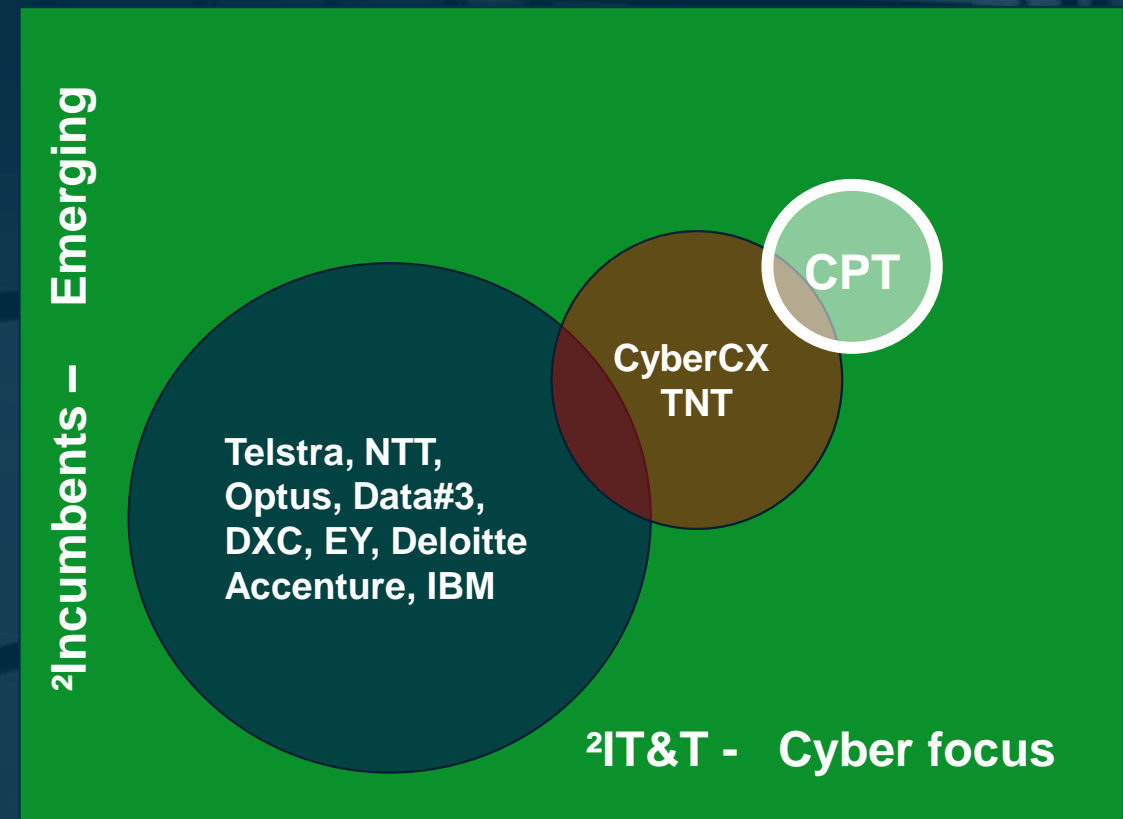 ²Incumbents – Emerging
CPT
CyberCX
TNT
Telstra, NTT,
Optus, Data#3,
DXC, EY, Deloitte
Accenture, IBM
²IT&T - Cyber focus